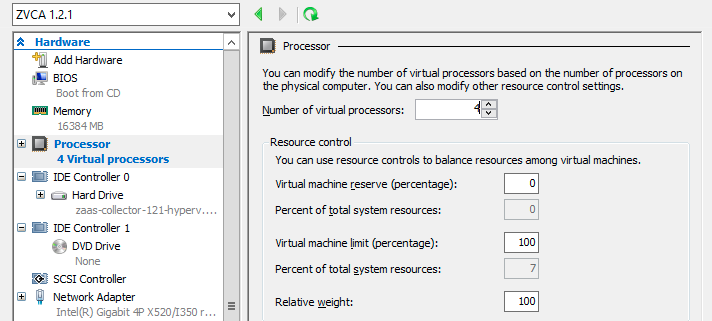 ZVCA 1.2.1
Hardware
Add Hardware
BIOS
Boot from CD
Memory
16384 MB
Processor
4 Virtual processors
IDE Controller 0
Hard Drive
zaas-collector-121-hyperv....
IDE Controller 1
DVD Drive
None
SCSI Controller
Network Adapter
Intel(R) Gigabit 4P X520/I350 r...
Processor
You can modify the number of virtual processors based on the number of processors on
the physical computer. You can also modify other resource control settings.
Number of virtual processors: 4
Resource control
You can use resource controls to balance resources among virtual machines.
Virtual machine reserve (percentage): 0
Percent of total system resources: 0
Virtual machine limit (percentage): 100
Percent of total system resources: 7
Relative weight: 100